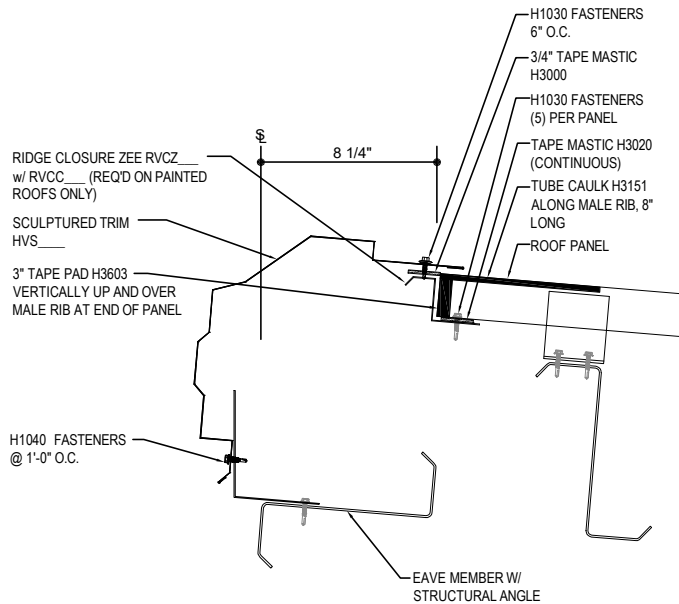 H1030 FASTENERS
6" O.C.
3/4" TAPE MASTIC
H3000
H1030 FASTENERS
(5) PER PANEL
TAPE MASTIC H3020
(CONTINUOUS)
TUBE CAULK H3151
ALONG MALE RIB, 8"
LONG
ROOF PANEL
℄
8 1/4"
RIDGE CLOSURE ZEE RVCZ___
w/ RVCC___ (REQ'D ON PAINTED
ROOFS ONLY)
SCULPTURED TRIM
HVS____
3" TAPE PAD H3603
VERTICALLY UP AND OVER
MALE RIB AT END OF PANEL
H1040 FASTENERS
@ 1'-0" O.C.
EAVE MEMBER W/
STRUCTURAL ANGLE